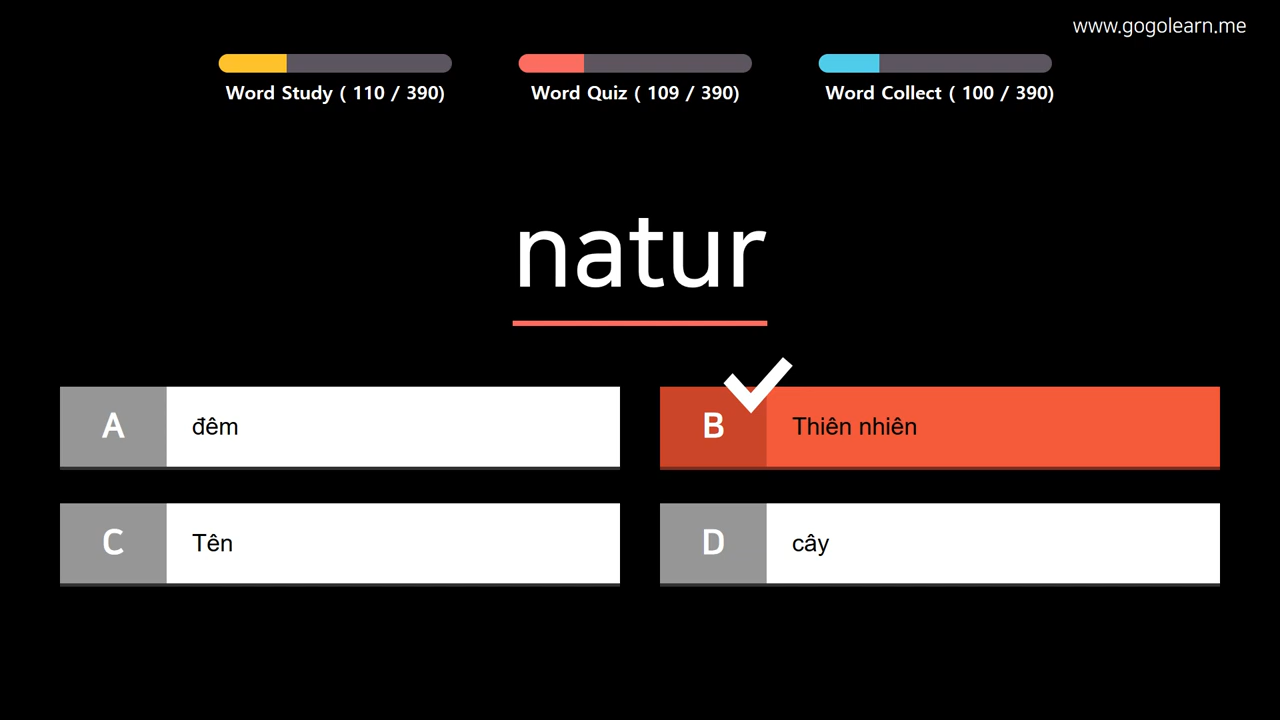 www.gogolearn.me
Word Study ( 110 / 390)
Word Quiz ( 109 / 390)
Word Collect ( 100 / 390)
natur
A
đêm
B
Thiên nhiên
C
Tên
D
cây